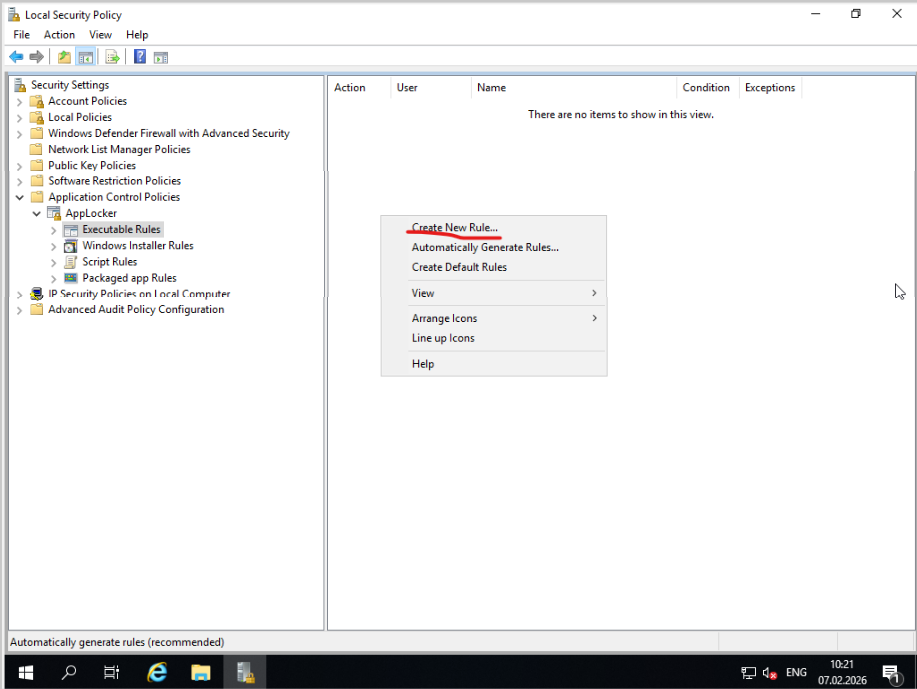 Local Security Policy
File Action View Help
Security Settings
Account Policies
Local Policies
Windows Defender Firewall with Advanced Security
Network List Manager Policies
Public Key Policies
Software Restriction Policies
Application Control Policies
AppLocker
Executable Rules
Windows Installer Rules
Script Rules
Packaged app Rules
IP Security Policies on Local Computer
Advanced Audit Policy Configuration
Action User Name Condition Exceptions
There are no items to show in this view.
Create New Rule...
Automatically Generate Rules...
Create Default Rules
View
Arrange Icons
Line up Icons
Help
Automatically generate rules (recommended)
ENG
10:21
07.02.2026
1